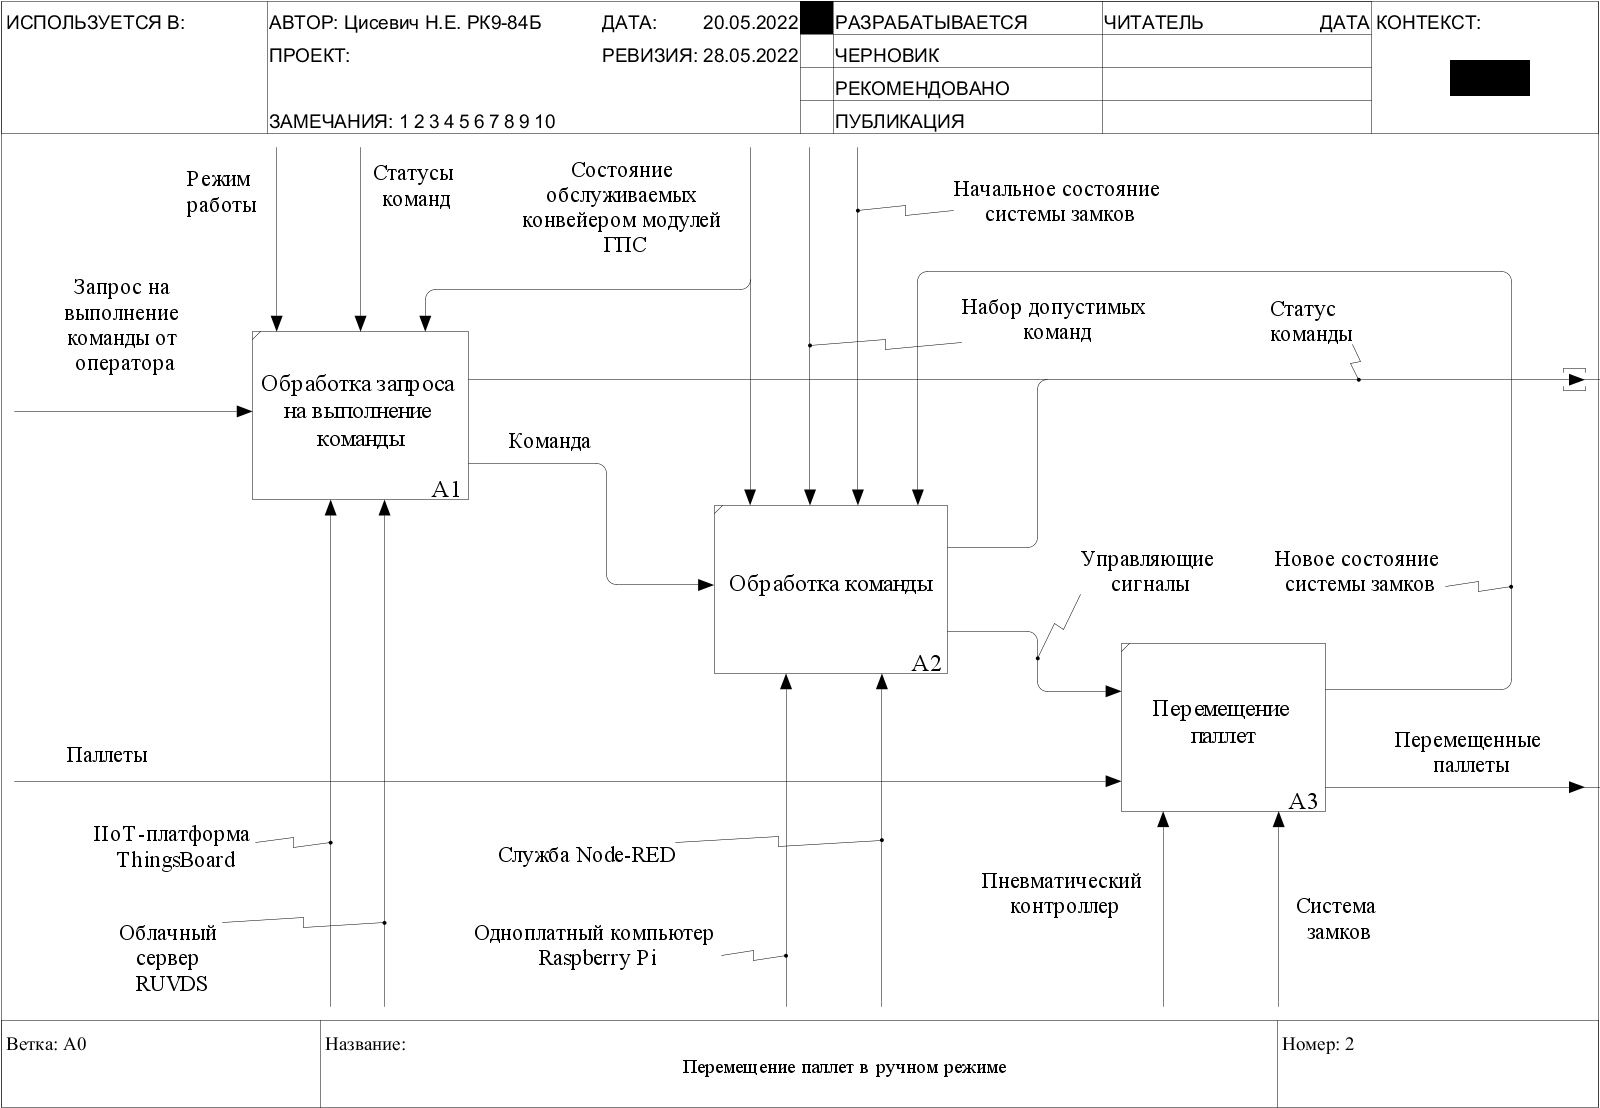 ИСПОЛЬЗУЕТСЯ В:
АВТОР: Цисевич Н.Е. РК9-84Б
ДАТА: 20.05.2022
РАЗРАБАТЫВАЕТСЯ
ЧИТАТЕЛЬ
ДАТА
КОНТЕКСТ:
ПРОЕКТ:
РЕВИЗИЯ: 28.05.2022
ЧЕРНОВИК
РЕКОМЕНДОВАНО
ЗАМЕЧАНИЯ: 1 2 3 4 5 6 7 8 9 10
ПУБЛИКАЦИЯ
Режим
работы
Статусы
команд
Состояние
обслуживаемых
конвейером модулей
ГПС
Начальное состояние
системы замков
Запрос на
выполнение
команды от
оператора
Набор допустимых
команд
Статус
команды
Обработка запроса
на выполнение
команды
A1
Команда
Обработка команды
A2
Управляющие
сигналы
Новое состояние
системы замков
Перемещение
паллет
A3
Паллеты
Перемещенные
паллеты
IIoT-платформа
ThingsBoard
Служба Node-RED
Пневматический
контроллер
Система
замков
Облачный
сервер
RUVDS
Одноплатный компьютер
Raspberry Pi
Ветка: A0
Название:
Перемещение паллет в ручном режиме
Номер: 2